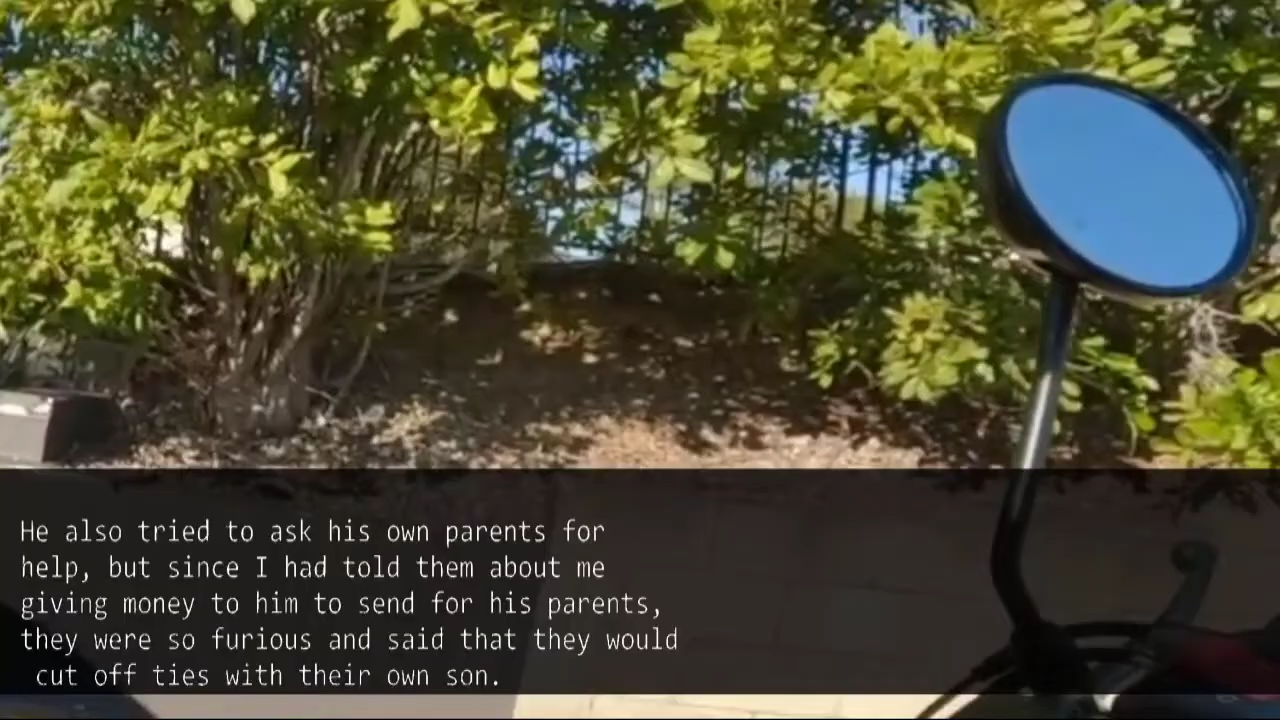 He also tried to ask his own parents for
help, but since I had told them about me
giving money to him to send for his parents,
they were so furious and said that they would
cut off ties with their own son.